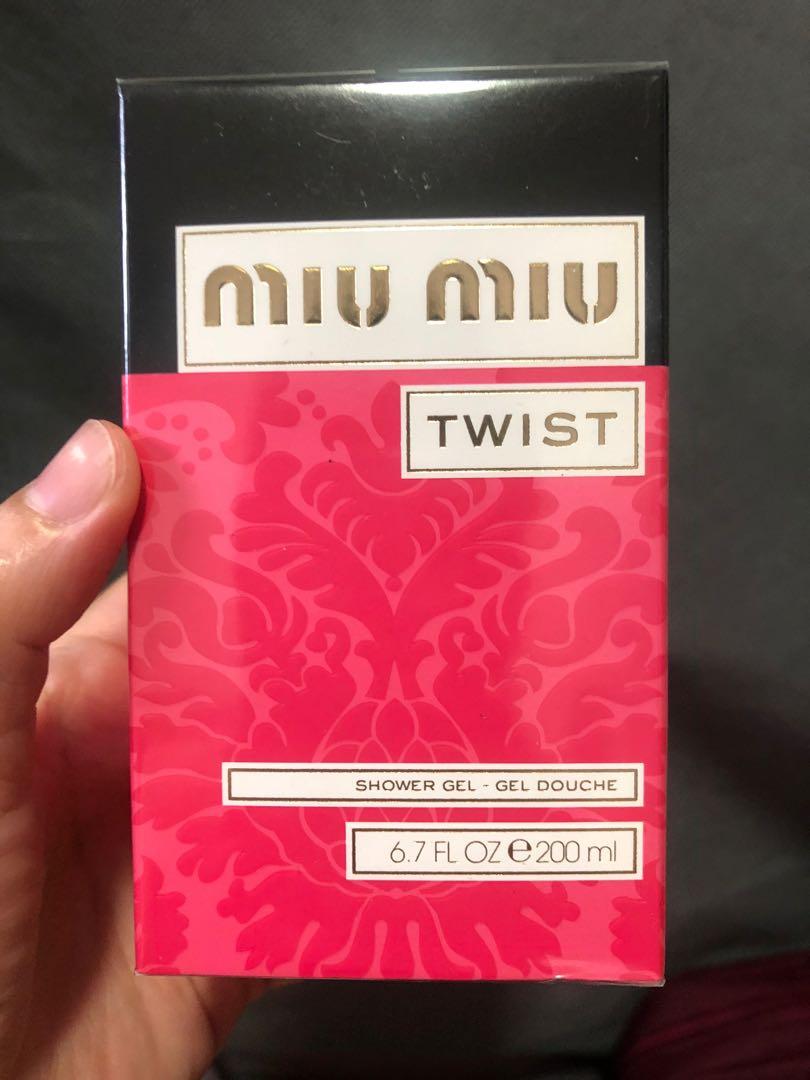 miu miu
TWIST
SHOWER GEL - GEL DOUCHE
6.7 FL OZ ℮ 200 ml